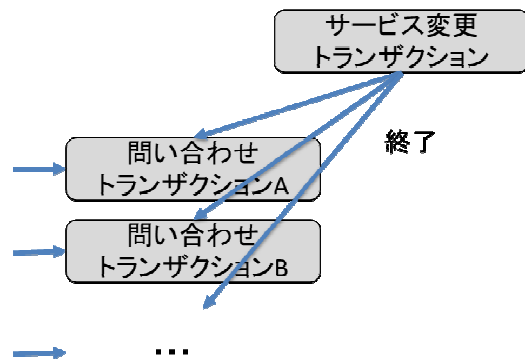 サービス変更
トランザクション
終了
問い合わせ
トランザクションA
問い合わせ
トランザクションB
…